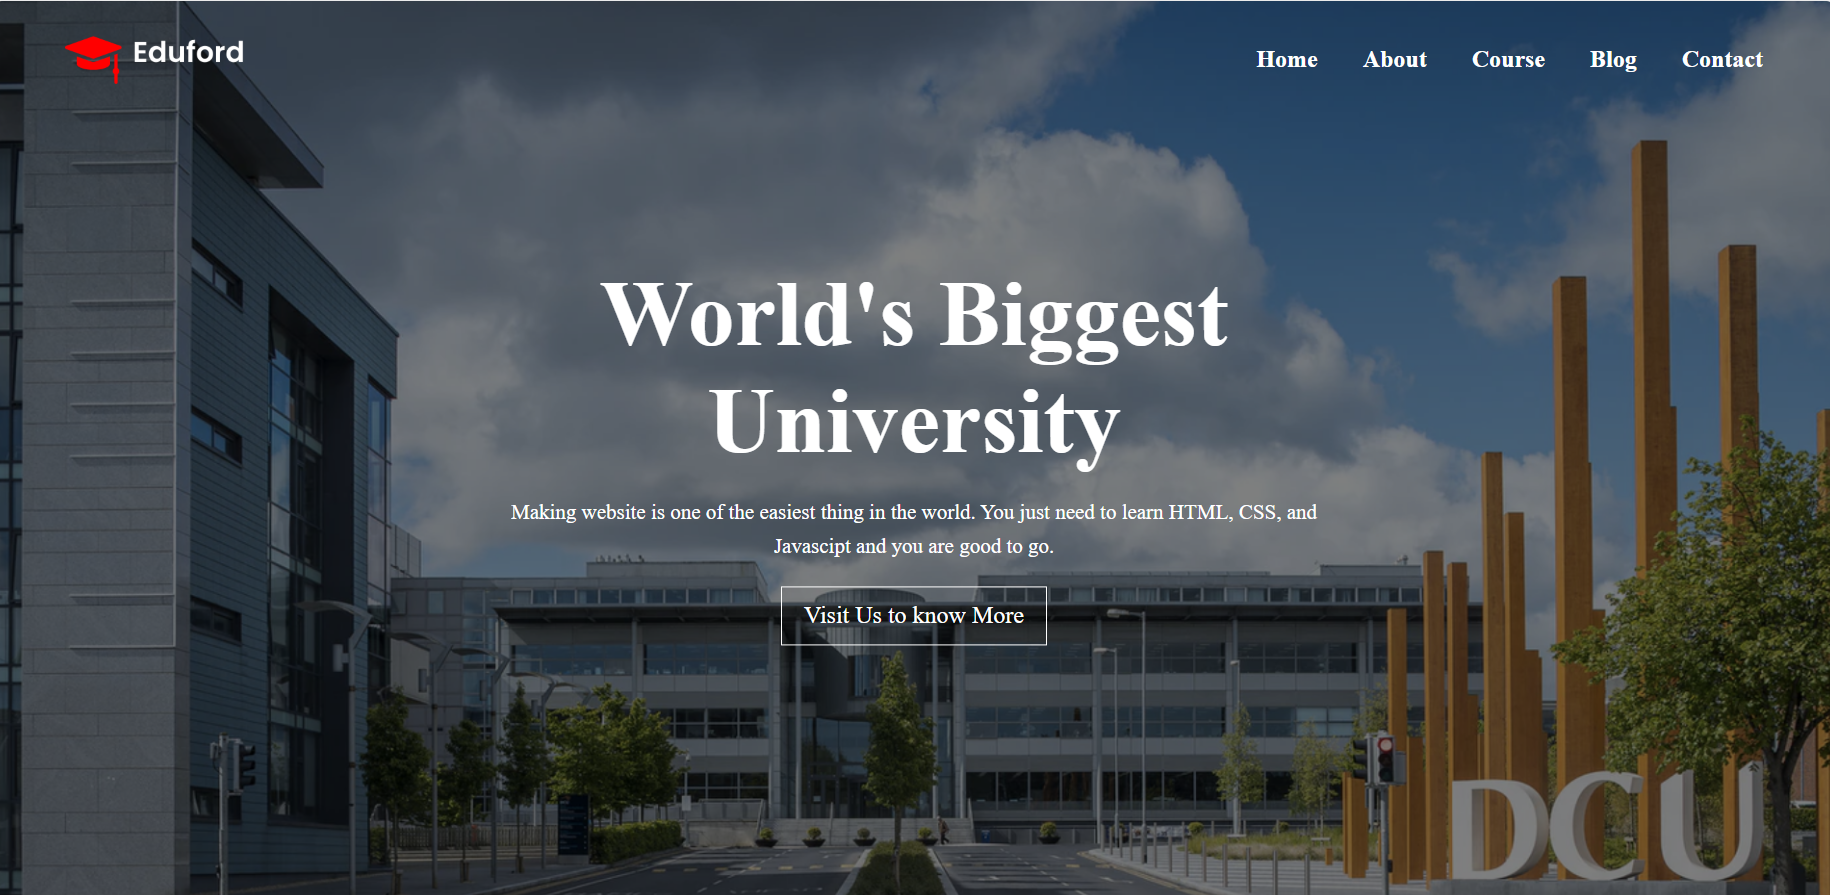 Eduford
Home About Course Blog Contact
World's Biggest
University
Making website is one of the easiest thing in the world. You just need to learn HTML, CSS, and
Javascipt and you are good to go.
Visit Us to know More
DCU